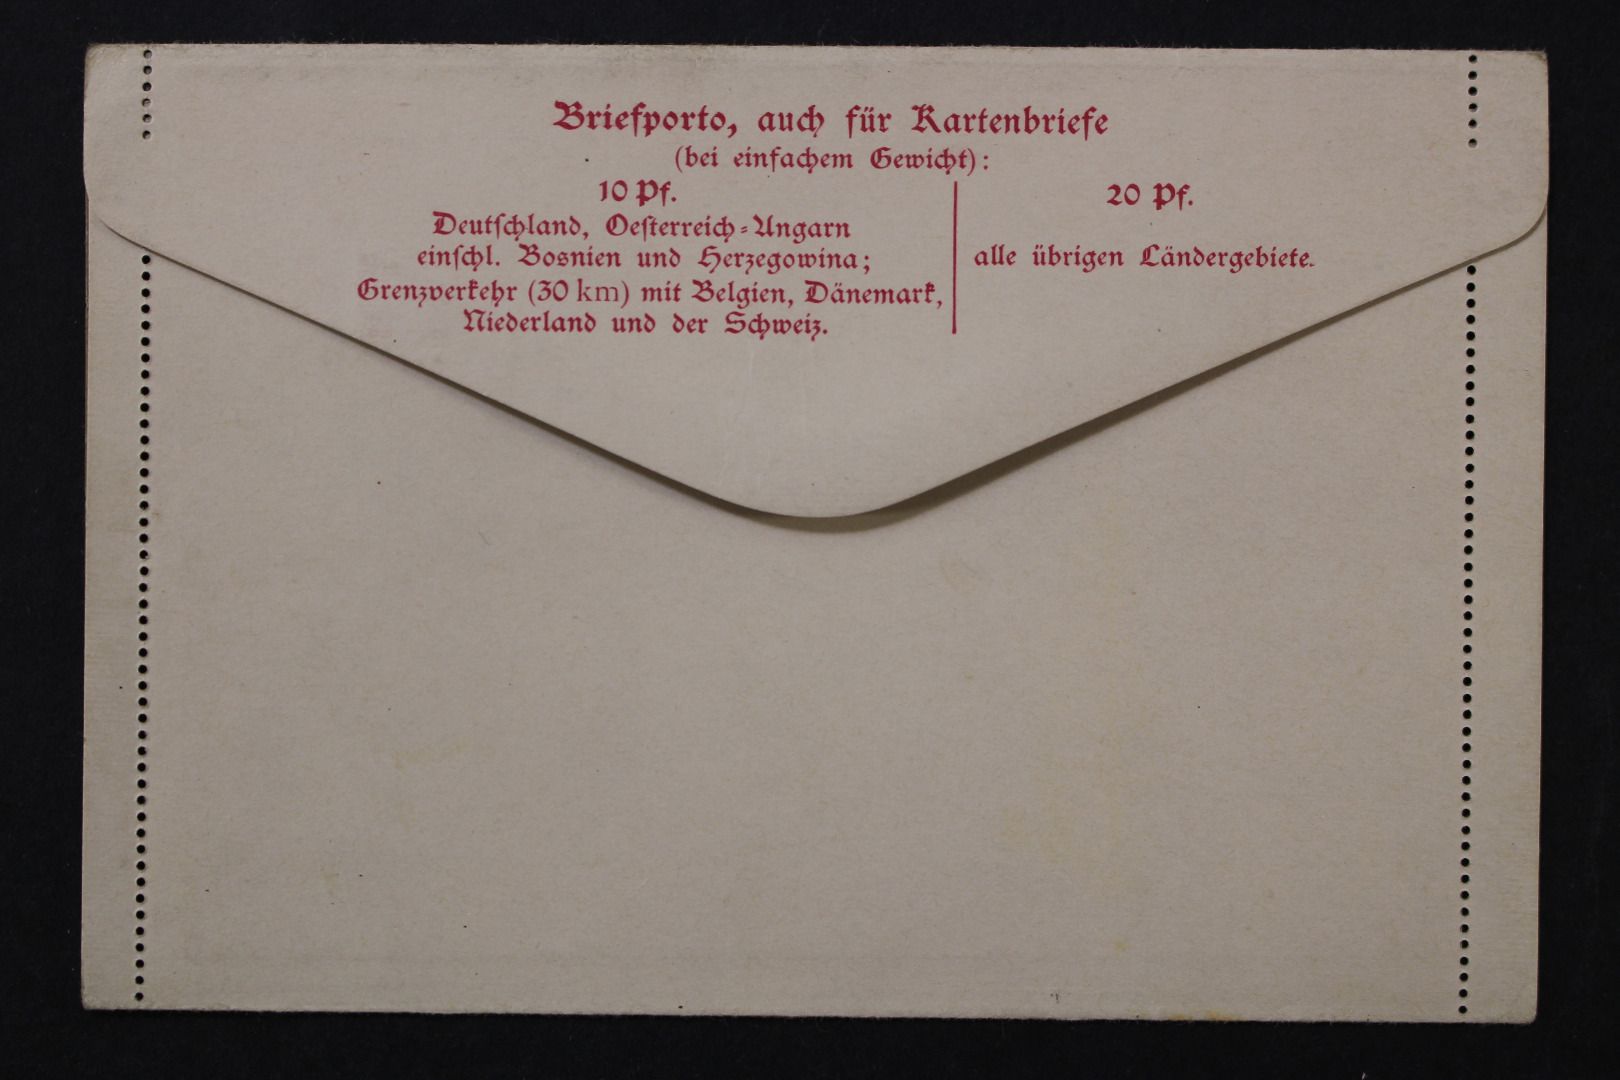 Briefporto, auch für Kartenbriefe
(bei einfachem Gewicht):
10 Pf.
Deutſchland, Oeſterreich-Ungarn
einſchl. Bosnien und Herzegowina;
Grenzverkehr (30 km) mit Belgien, Dänemark,
Niederland und der Schweiz.
20 Pf.
alle übrigen Ländergebiete.